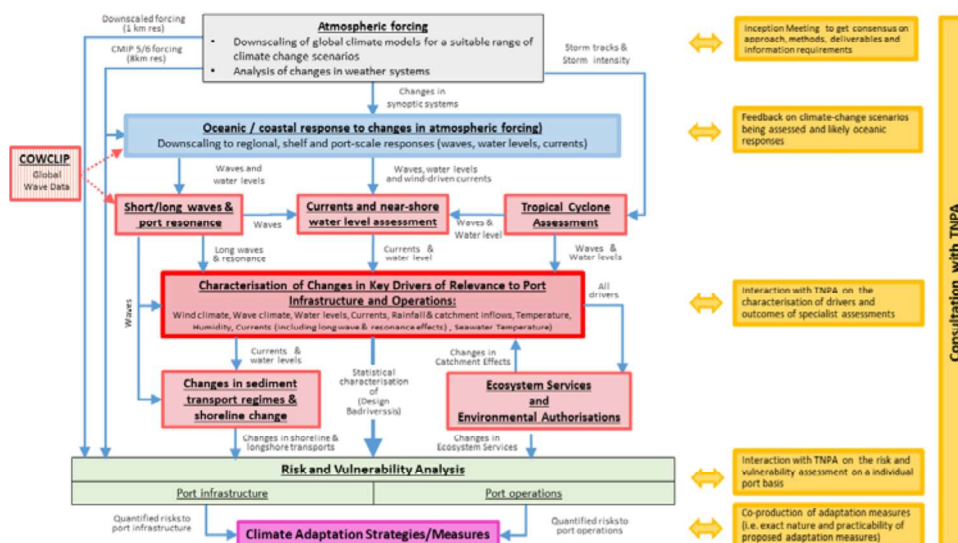 Downscaled forcing
(1 km res)
CMIP 5/6 forcing
(8km res)
Atmospheric forcing
• Downscaling of global climate models for a suitable range of
climate change scenarios
• Analysis of changes in weather systems
Storm tracks &
Storm intensity
Inception Meeting to get consensus on
approach, methods, deliverables and
information requirements
Changes in
synoptic systems
Oceanic / coastal response to changes in atmospheric forcing)
Downscaling to regional, shelf and port-scale responses (waves, water levels, currents)
Feedback on climate-change scenarios
being assessed and likely oceanic
responses
COWCLIP
Global
Wave Data
Waves and
water levels
Waves, water levels
and wind-driven currents
Short/long waves &
port resonance
Waves
Currents and near-shore
water level assessment
Waves &
Water level
Tropical Cyclone
Assessment
Long waves
& resonance
Currents &
water level
Waves &
Water levels
Characterisation of Changes in Key Drivers of Relevance to Port
Infrastructure and Operations:
Wind climate, Wave climate, Water levels, Currents, Rainfall & catchment inflows, Temperature,
Humidity, Currents (including long wave & resonance effects) , Seawater Temperature)
All
drivers
Interaction with TNPA on the
characterisation of drivers and
outcomes of specialist assessments
Waves
Currents &
water levels
Statistical
characterisation
of
(Design
Badriverssis)
Changes in
Catchment Effects
Changes in sediment
transport regimes &
shoreline change
Ecosystem Services
and
Environmental Authorisations
Changes in shoreline &
longshore transports
Changes in
Ecosystem Services
Risk and Vulnerability Analysis
Port infrastructure
Port operations
Interaction with TNPA on the risk and
vulnerability assessment on a individual
port basis
Quantified risks to
port infrastructure
Climate Adaptation Strategies/Measures
Quantified risks to
port operations
Co-production of adaptation measures
(i.e. exact nature and practicability of
proposed adaptation measures)
Consultation with TNPA